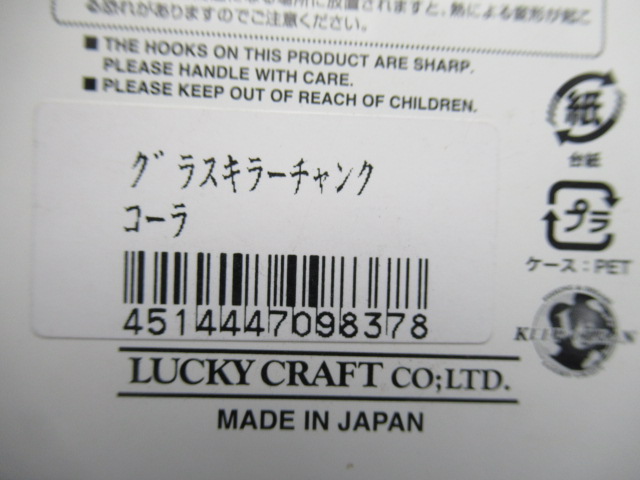 る恐れがありますのでご注意ください。
■ THE HOOKS ON THIS PRODUCT ARE SHARP.
PLEASE HANDLE WITH CARE.
■ PLEASE KEEP OUT OF REACH OF CHILDREN.
紙
台紙
グラスキラーチャンク
コーラ
プラ
ケース:PET
4514447098378
LUCKY CRAFT CO;LTD.
MADE IN JAPAN